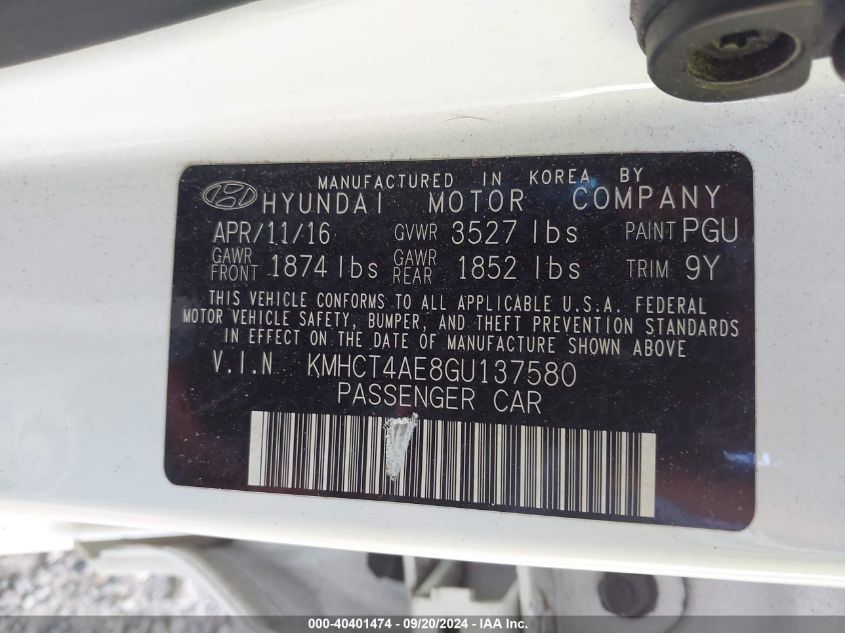 MANUFACTURED IN KOREA BY
HYUNDAI MOTOR COMPANY
APR/11/16 GVWR 3527 lbs PAINT PGU
GAWR FRONT 1874 lbs GAWR REAR 1852 lbs TRIM 9Y
THIS VEHICLE CONFORMS TO ALL APPLICABLE U.S.A. FEDERAL
MOTOR VEHICLE SAFETY, BUMPER, AND THEFT PREVENTION STANDARDS
IN EFFECT ON THE DATE OF MANUFACTURE SHOWN ABOVE
V.I.N KMHCT4AE8GU137580
PASSENGER CAR
000-40401474 - 09/20/2024 - IAA Inc.